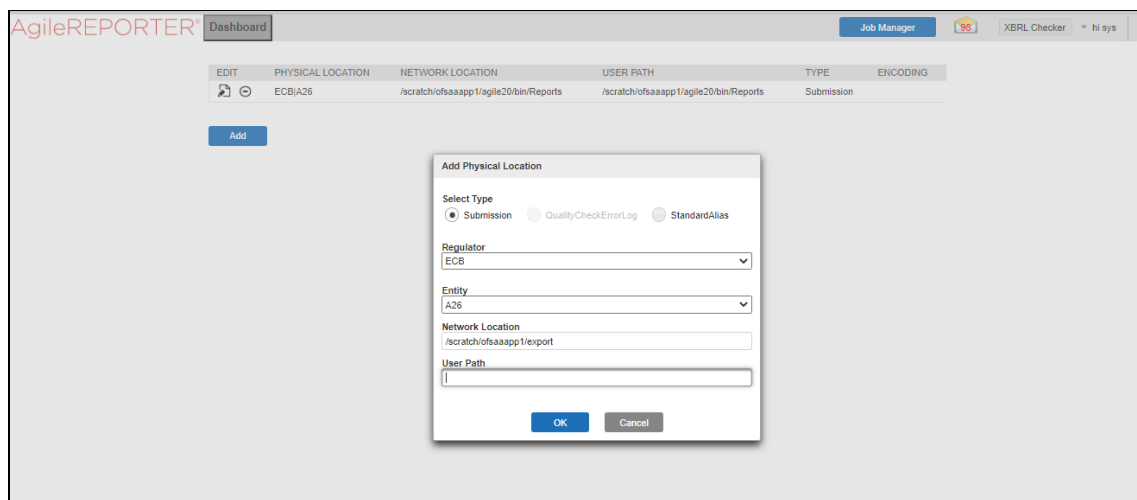 AgileREPORTER® Dashboard Job Manager 98 XBRL Checker hi sys
EDIT PHYSICAL LOCATION NETWORK LOCATION USER PATH TYPE ENCODING
ECB|A26 /scratch/ofsaaapp1/agile20/bin/Reports /scratch/ofsaaapp1/agile20/bin/Reports Submission
Add
Add Physical Location
Select Type
Submission QualityCheckErrorLog StandardAlias
Regulator
ECB
Entity
A26
Network Location
/scratch/ofsaaapp1/export
User Path
OK Cancel